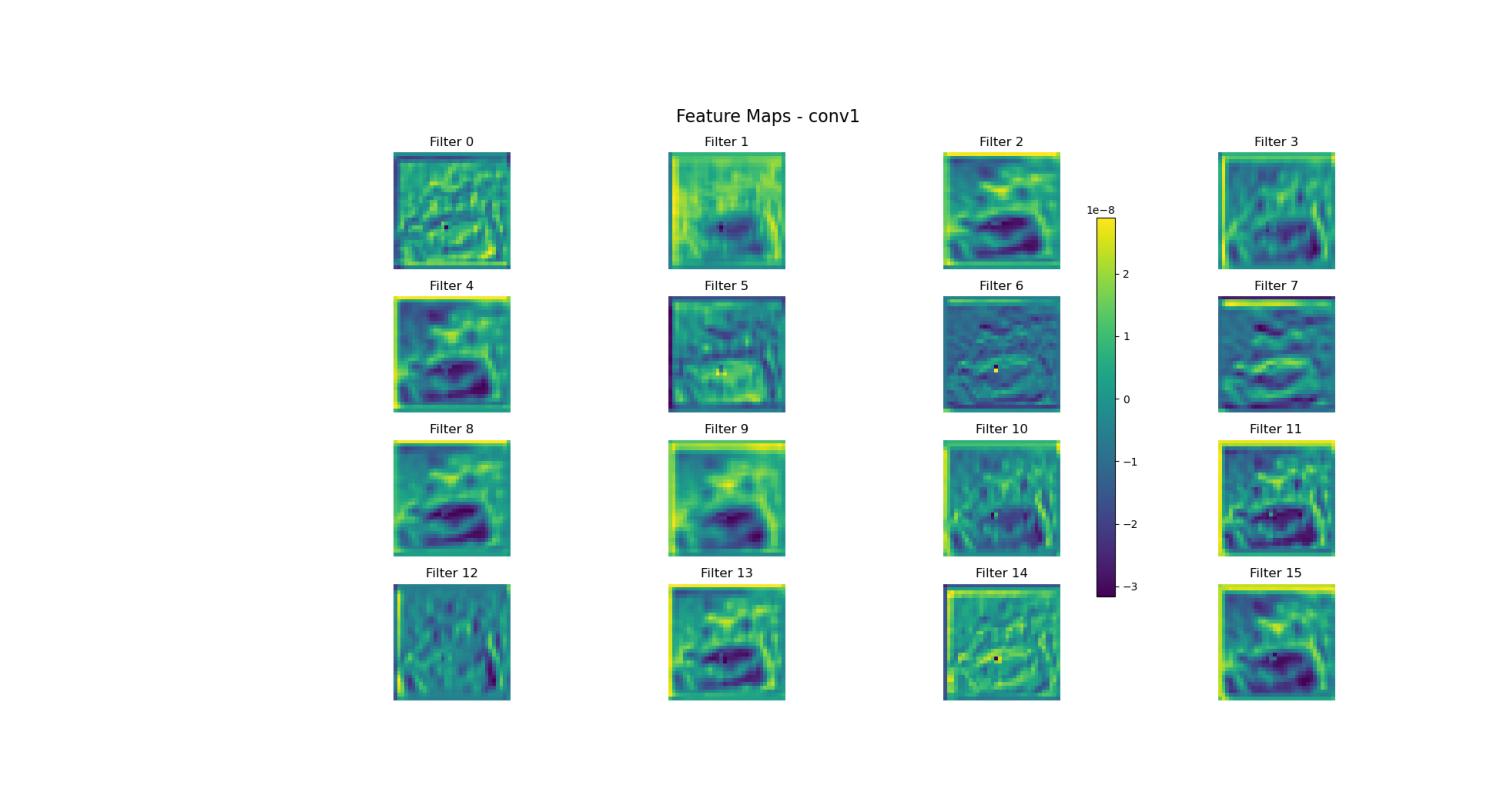 Feature Maps - conv1
Filter 0 Filter 1 Filter 2 Filter 3
1e−8
2
1
0
−1
−2
−3
Filter 4 Filter 5 Filter 6 Filter 7
Filter 8 Filter 9 Filter 10 Filter 11
Filter 12 Filter 13 Filter 14 Filter 15